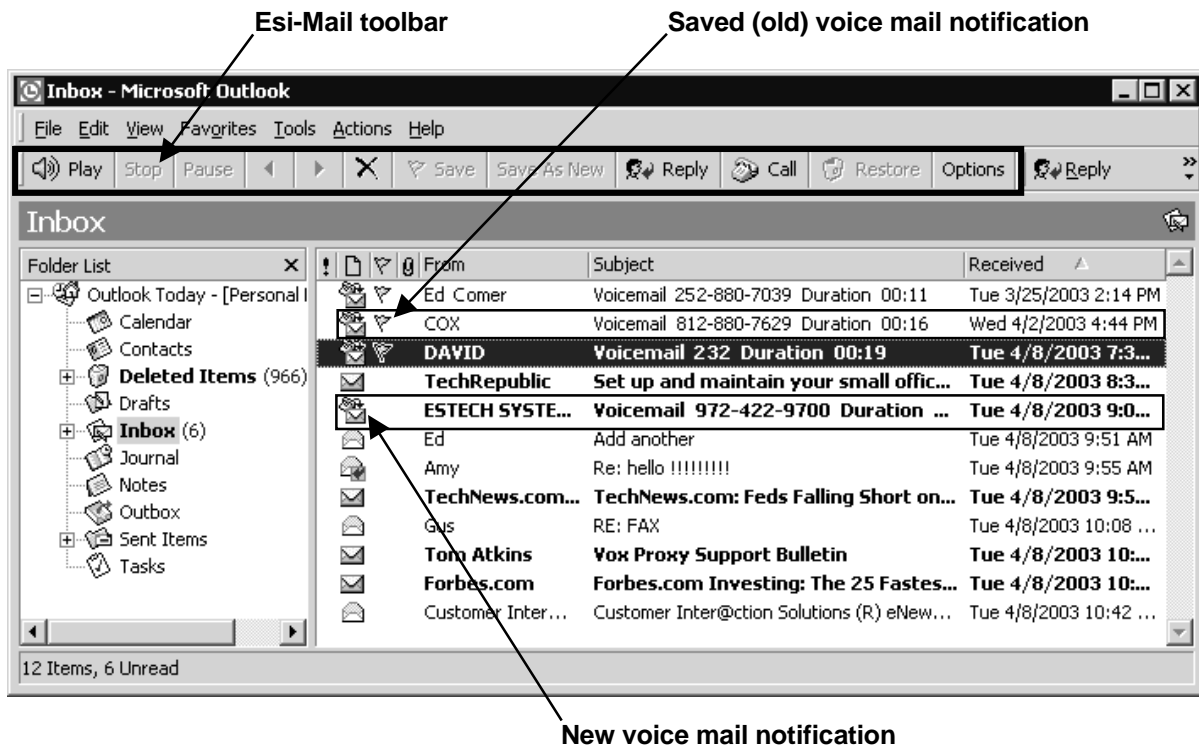 Esi-Mail toolbar
Saved (old) voice mail notification
Inbox - Microsoft Outlook
File Edit View Favorites Tools Actions Help
Play Stop Pause Save Save As New Reply Call Restore Options Reply
Inbox
Folder List
! From Subject Received
Outlook Today - [Personal
Calendar
Contacts
Deleted Items (966)
Drafts
Inbox (6)
Journal
Notes
Outbox
Sent Items
Tasks
Ed Comer Voicemail 252-880-7039 Duration 00:11 Tue 3/25/2003 2:14 PM
COX Voicemail 812-880-7629 Duration 00:16 Wed 4/2/2003 4:44 PM
DAVID Voicemail 232 Duration 00:19 Tue 4/8/2003 7:3...
TechRepublic Set up and maintain your small offic... Tue 4/8/2003 8:3...
ESTECH SYSTE... Voicemail 972-422-9700 Duration ... Tue 4/8/2003 9:0...
Ed Add another Tue 4/8/2003 9:51 AM
Amy Re: hello !!!!!!!!! Tue 4/8/2003 9:55 AM
TechNews.com... TechNews.com: Feds Falling Short on... Tue 4/8/2003 9:5...
Gus RE: FAX Tue 4/8/2003 10:08 ...
Tom Atkins Vox Proxy Support Bulletin Tue 4/8/2003 10:...
Forbes.com Forbes.com Investing: The 25 Fastes... Tue 4/8/2003 10:...
Customer Inter... Customer Inter@ction Solutions (R) eNew... Tue 4/8/2003 10:42 ...
12 Items, 6 Unread
New voice mail notification